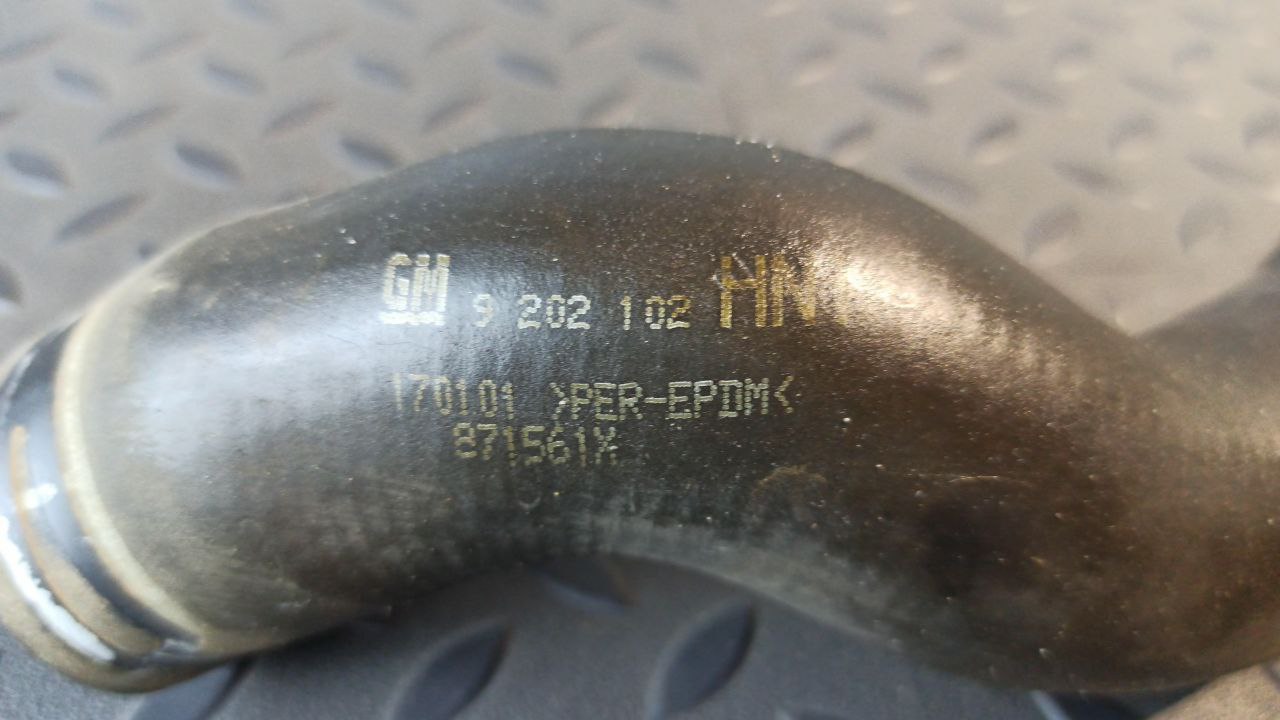 GM 9 202 102 HN
170101 >PER-EPDM<
871561X